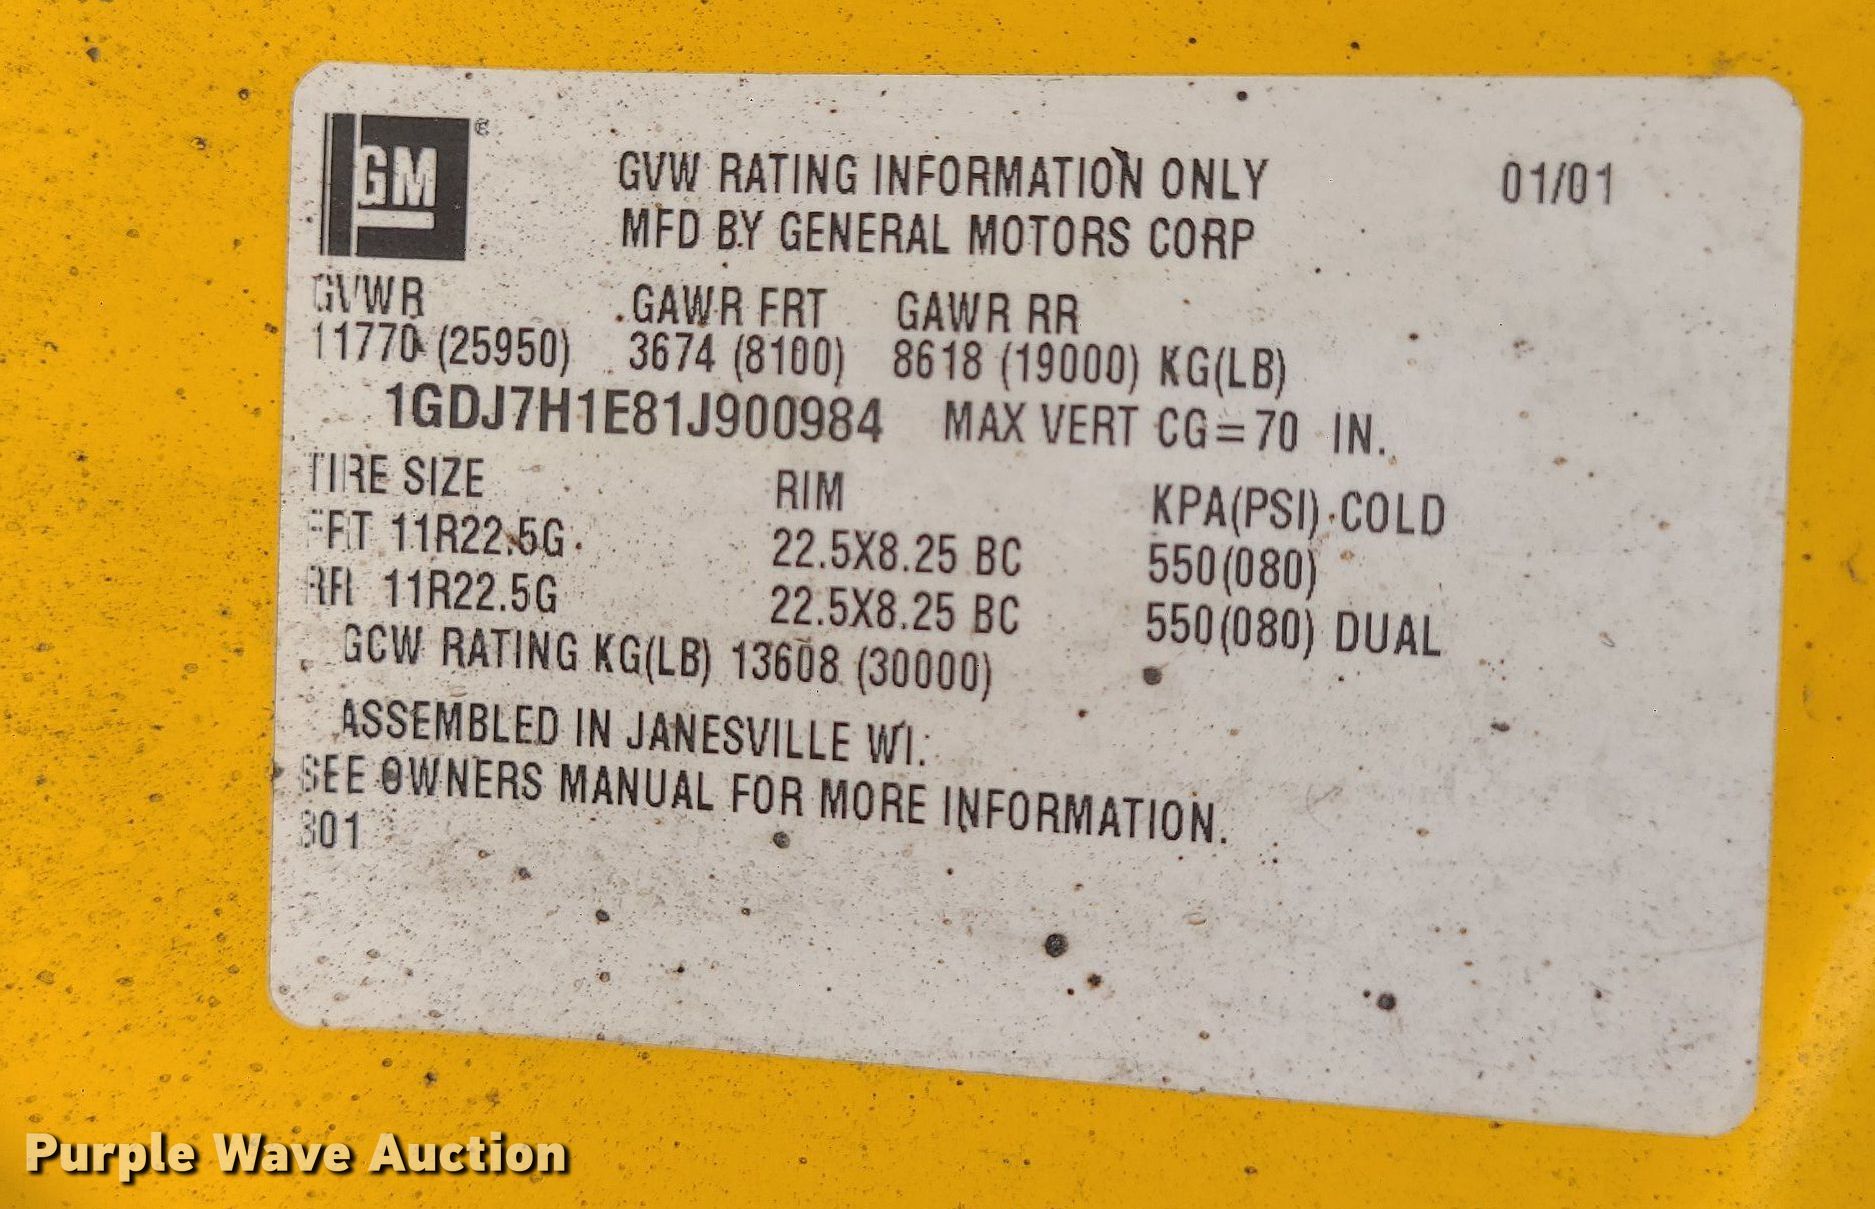 GM
GVW RATING INFORMATION ONLY 01/01
MFD BY GENERAL MOTORS CORP
GVWR GAWR FRT GAWR RR
11770 (25950) 3674 (8100) 8618 (19000) KG(LB)
1GDJ7H1E81J900984 MAX VERT CG=70 IN.
TIRE SIZE RIM KPA(PSI) COLD
FRT 11R22.5G 22.5X8.25 BC 550(080)
RR 11R22.5G 22.5X8.25 BC 550(080) DUAL
GCW RATING KG(LB) 13608 (30000)
ASSEMBLED IN JANESVILLE WI.
SEE OWNERS MANUAL FOR MORE INFORMATION.
Purple Wave Auction